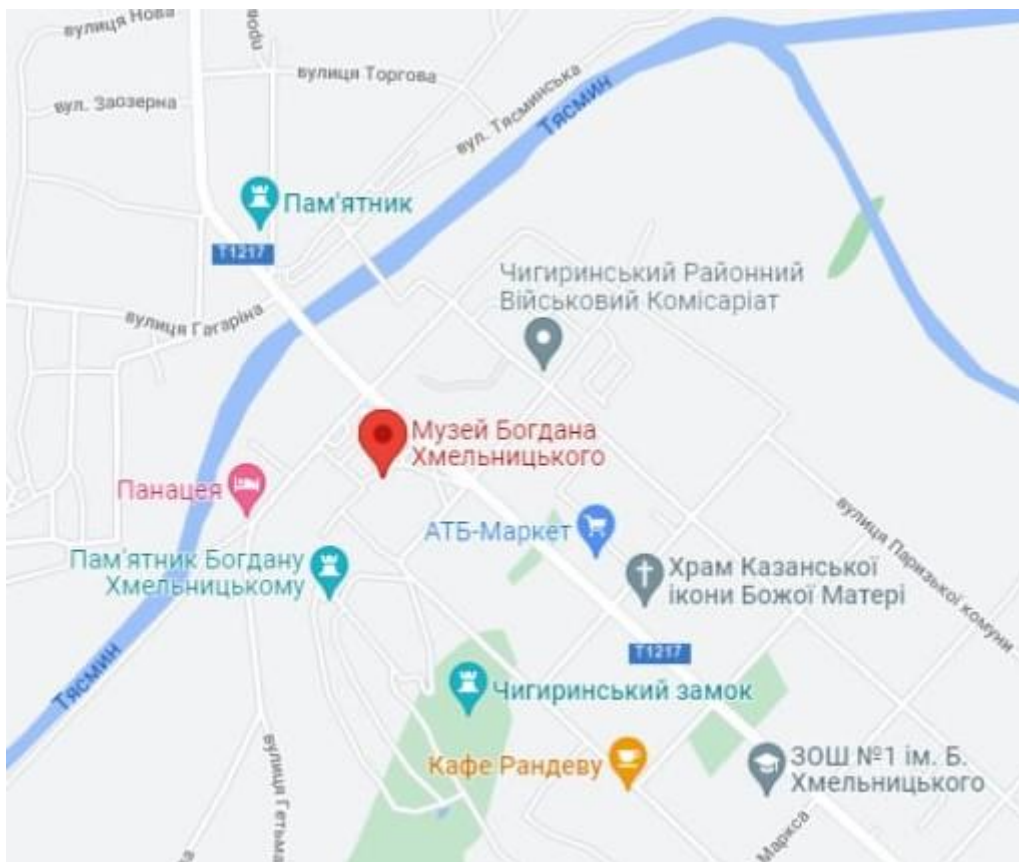 вулиця Нова
вулиця Торгова
вул. Заозерна
вул. Тясминська
Тясмин
Пам'ятник
T1217
Чигиринський Районний
Військовий Комісаріат
вулиця Гагаріна
Музей Богдана
Хмельницького
Панацея
АТБ-Маркет
вулиця Паризької комуни
Пам'ятник Богдану
Хмельницькому
Храм Казанської
ікони Божої Матері
Тясмин
T1217
Чигиринський замок
Кафе Рандеву
ЗОШ №1 ім. Б.
Хмельницького
вулиця Гетьма
Маркса